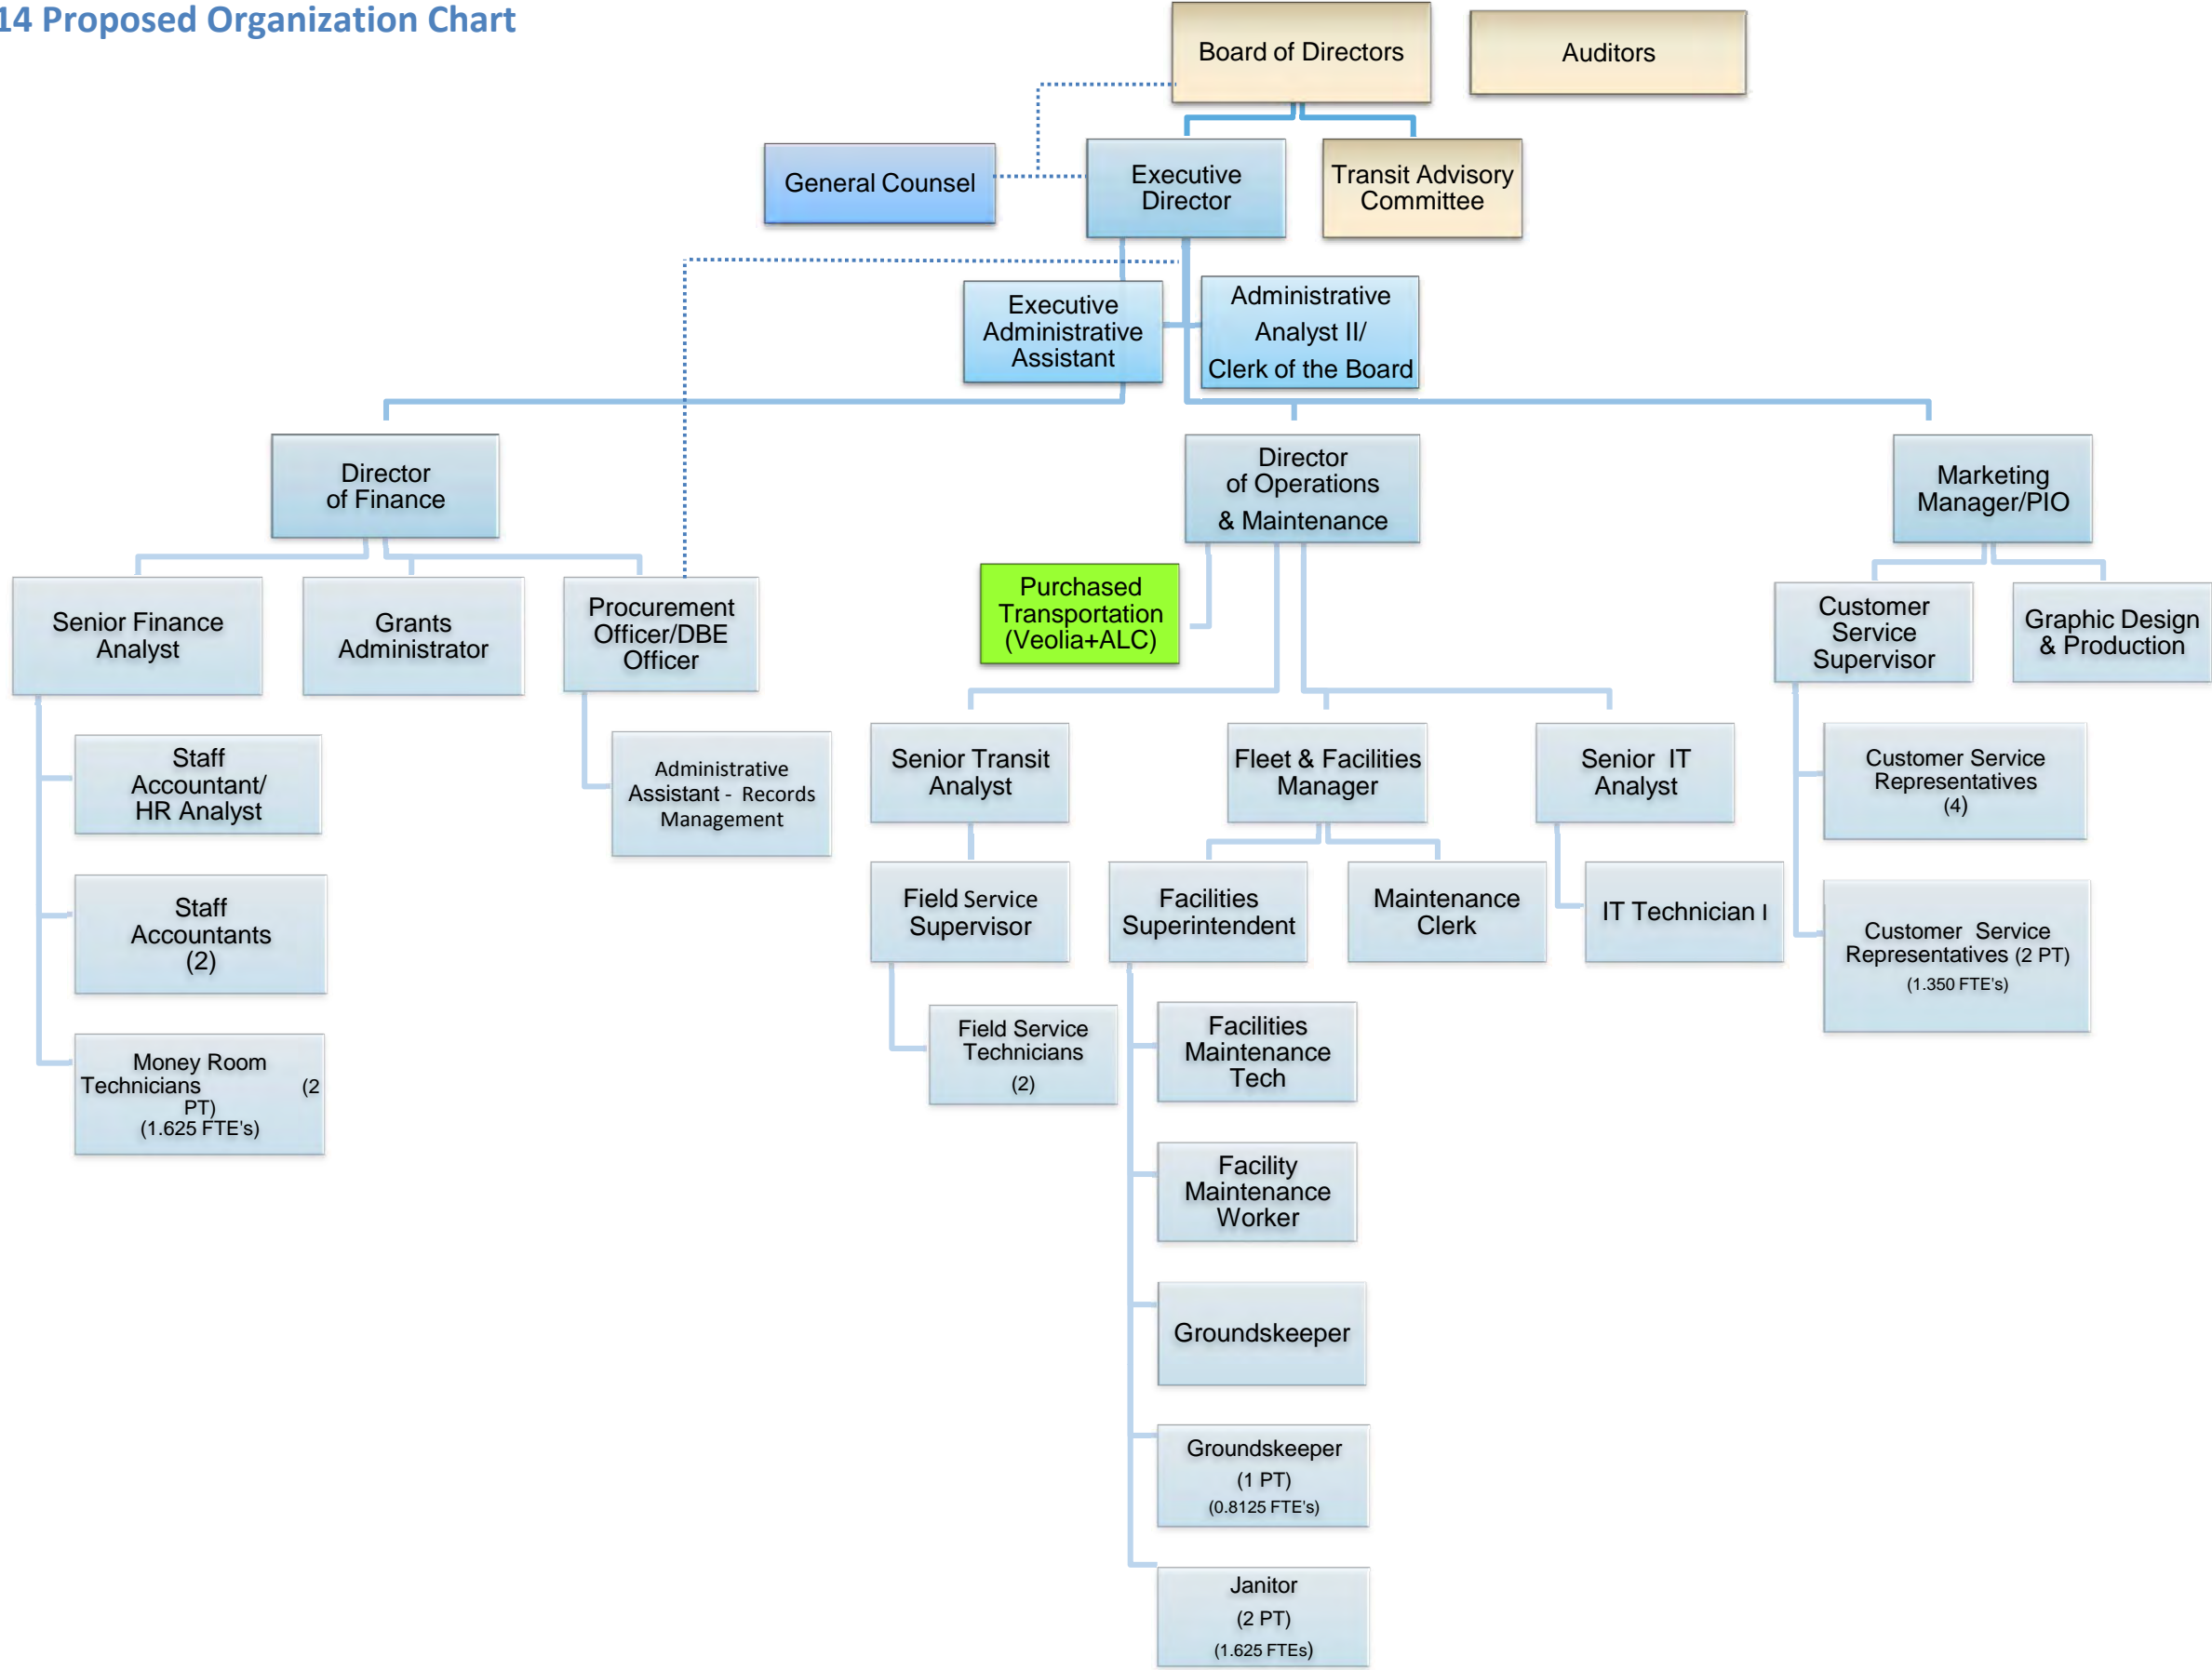 14 Proposed Organization Chart
Board of Directors
Auditors
General Counsel
Executive
Director
Transit Advisory
Committee
Executive
Administrative
Assistant
Administrative
Analyst II/
Clerk of the Board
Director
of Finance
Director
of Operations
& Maintenance
Marketing
Manager/PIO
Senior Finance
Analyst
Grants
Administrator
Procurement
Officer/DBE
Officer
Purchased
Transportation
(Veolia+ALC)
Customer
Service
Supervisor
Graphic Design
& Production
Staff
Accountant/
HR Analyst
Administrative
Assistant - Records
Management
Senior Transit
Analyst
Fleet & Facilities
Manager
Senior IT
Analyst
Customer Service
Representatives
(4)
Staff
Accountants
(2)
Field Service
Supervisor
Facilities
Superintendent
Maintenance
Clerk
IT Technician I
Customer Service
Representatives (2 PT)
(1.350 FTE's)
Money Room
Technicians (2
PT)
(1.625 FTE's)
Field Service
Technicians
(2)
Facilities
Maintenance
Tech
Facility
Maintenance
Worker
Groundskeeper
Groundskeeper
(1 PT)
(0.8125 FTE's)
Janitor
(2 PT)
(1.625 FTEs)